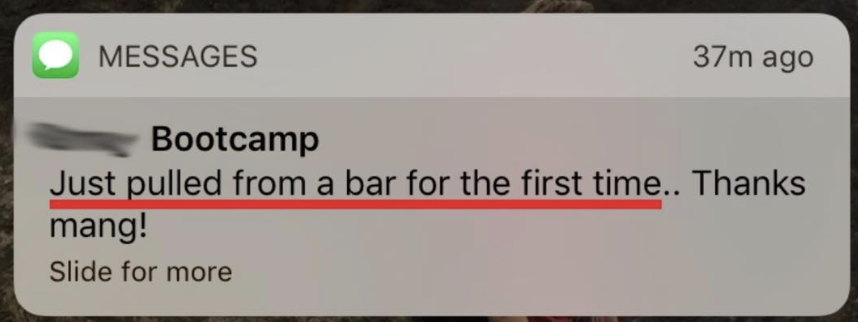 MESSAGES 37m ago
Bootcamp
Just pulled from a bar for the first time.. Thanks
mang!
Slide for more